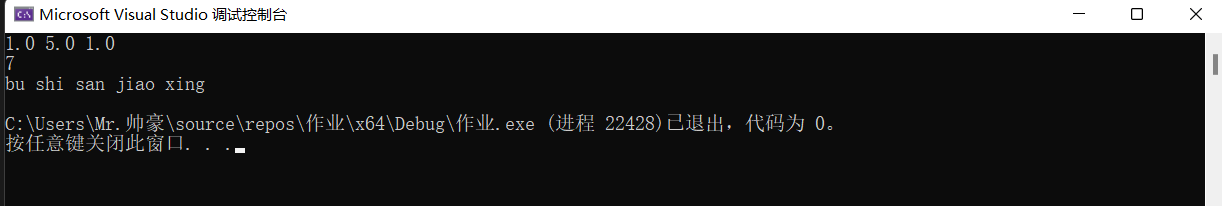 Microsoft Visual Studio 调试控制台
1.0 5.0 1.0
7
bu shi san jiao xing
C:\Users\Mr.帅豪\source\repos\作业\x64\Debug\作业.exe (进程 22428)已退出，代码为 0。
按任意键关闭此窗口. . .